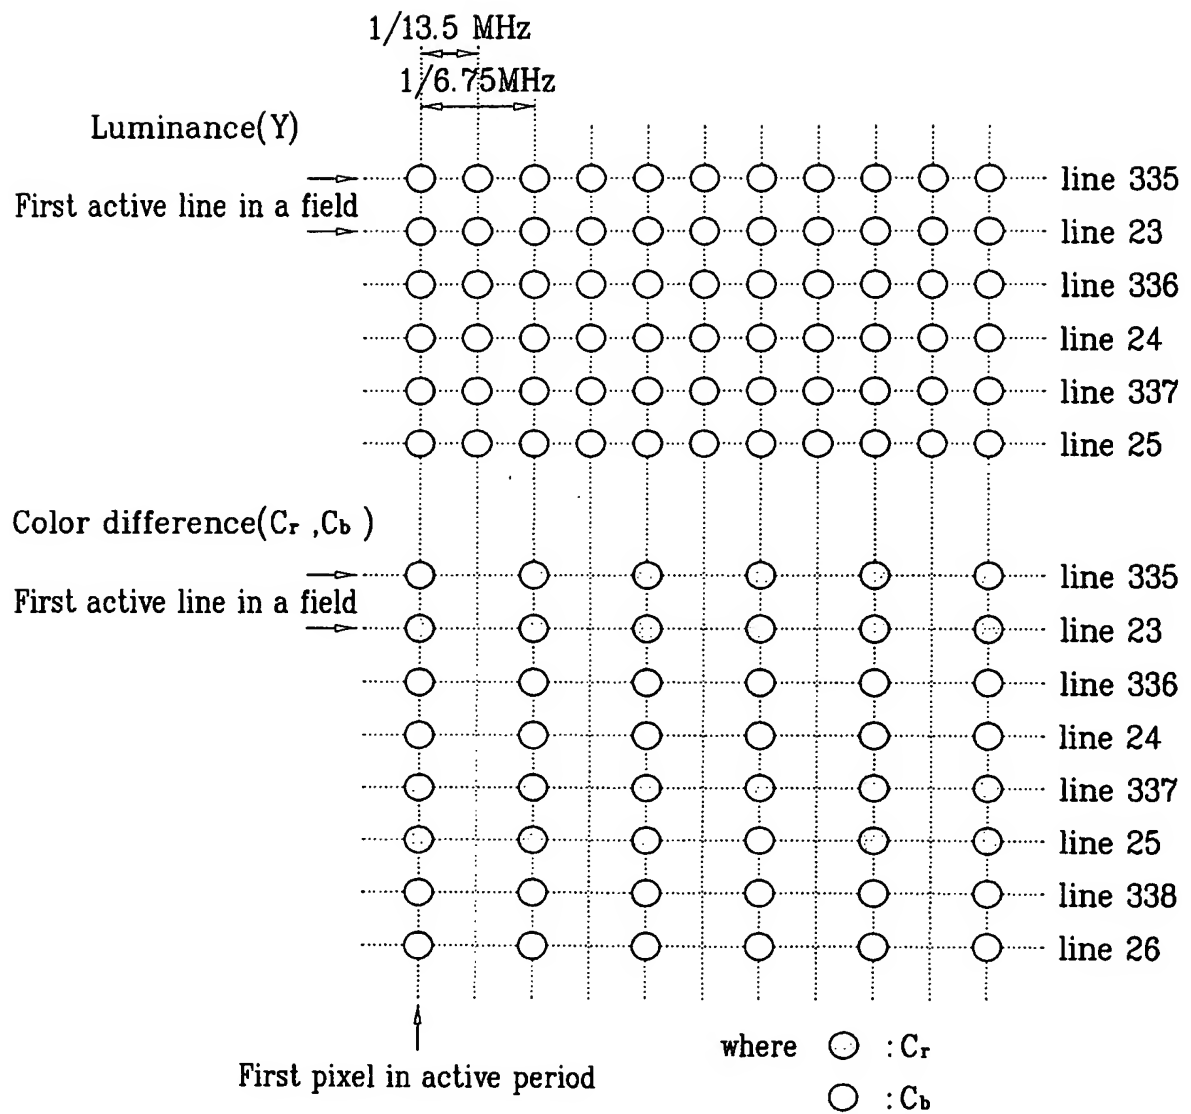 1/13.5 MHz
1/6.75MHz
Luminance(Y)
First active line in a field
line 335
line 23
line 336
line 24
line 337
line 25
Color difference(Cr ,Cb )
First active line in a field
line 335
line 23
line 336
line 24
line 337
line 25
line 338
line 26
First pixel in active period
where : Cr
: Cb